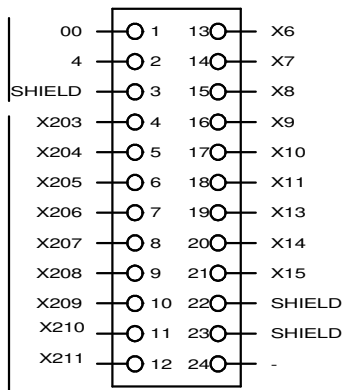 00 1 13 X6
4 2 14 X7
SHIELD 3 15 X8
X203 4 16 X9
X204 5 17 X10
X205 6 18 X11
X206 7 19 X13
X207 8 20 X14
X208 9 21 X15
X209 10 22 SHIELD
X210 11 23 SHIELD
X211 12 24 -